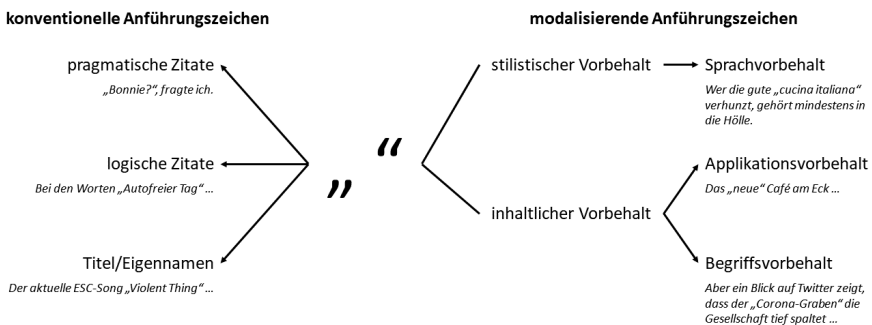 konventionelle Anführungszeichen
pragmatische Zitate
„Bonnie?“, fragte ich.
logische Zitate
Bei den Worten „Autofreier Tag“ ...
Titel/Eigennamen
Der aktuelle ESC-Song „Violent Thing“ ...
„ “
modalisierende Anführungszeichen
stilistischer Vorbehalt
Sprachvorbehalt
Wer die gute „cucina italiana“
verhunzt, gehört mindestens in
die Hölle.
inhaltlicher Vorbehalt
Applikationsvorbehalt
Das „neue“ Café am Eck ...
Begriffsvorbehalt
Aber ein Blick auf Twitter zeigt,
dass der „Corona-Graben“ die
Gesellschaft tief spaltet ...